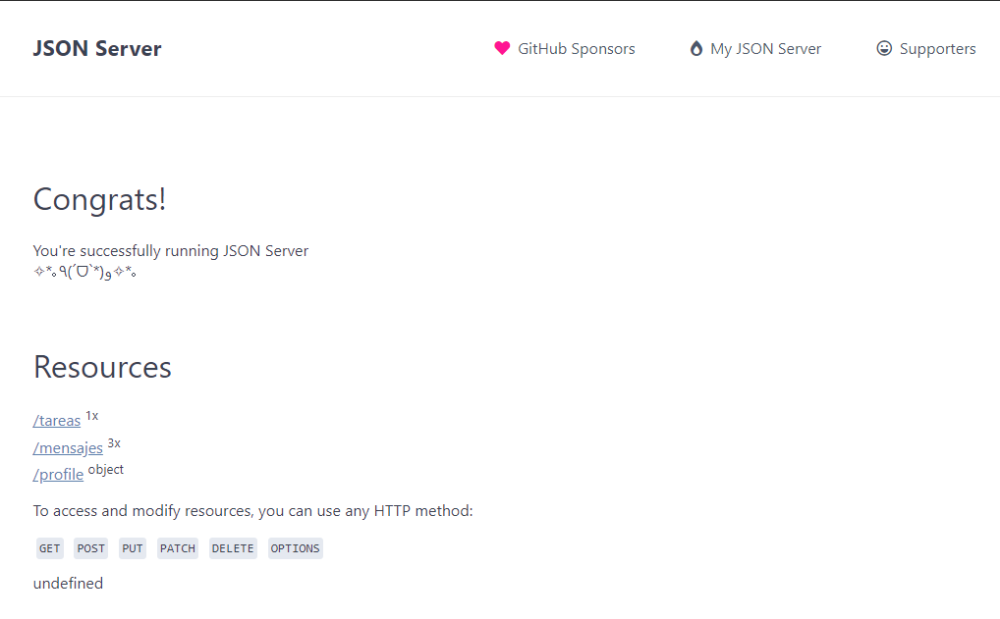 JSON Server
GitHub Sponsors
My JSON Server
Supporters
Congrats!
You're successfully running JSON Server
✧*｡٩(ˊᗜˋ*)و✧*｡
Resources
/tareas 1x
/mensajes 3x
/profile object
To access and modify resources, you can use any HTTP method:
GET POST PUT PATCH DELETE OPTIONS
undefined